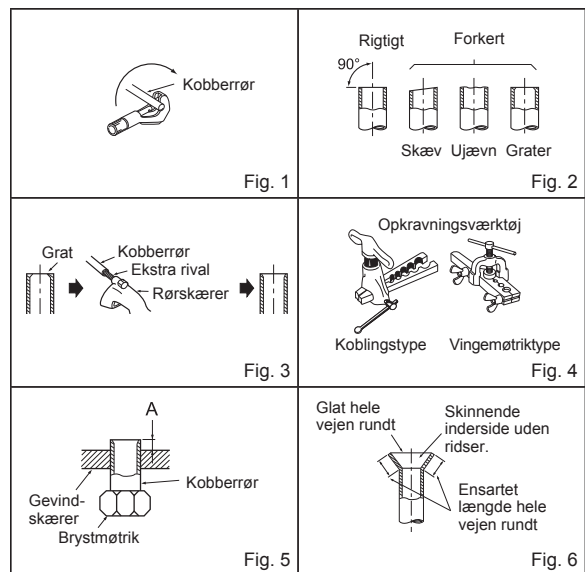 Kobberrør
Fig. 1
Rigtigt
Forkert
90°
Skæv Ujævn Grater
Fig. 2
Grat
Kobberrør
Ekstra rival
Rørskærer
Fig. 3
Opkravningsværktøj
Koblingstype
Vingemøtriktype
Fig. 4
A
Kobberrør
Gevind-
skærer
Brystmøtrik
Fig. 5
Glat hele
vejen rundt
Skinnende
inderside uden
ridser.
Ensartet
længde hele
vejen rundt
Fig. 6